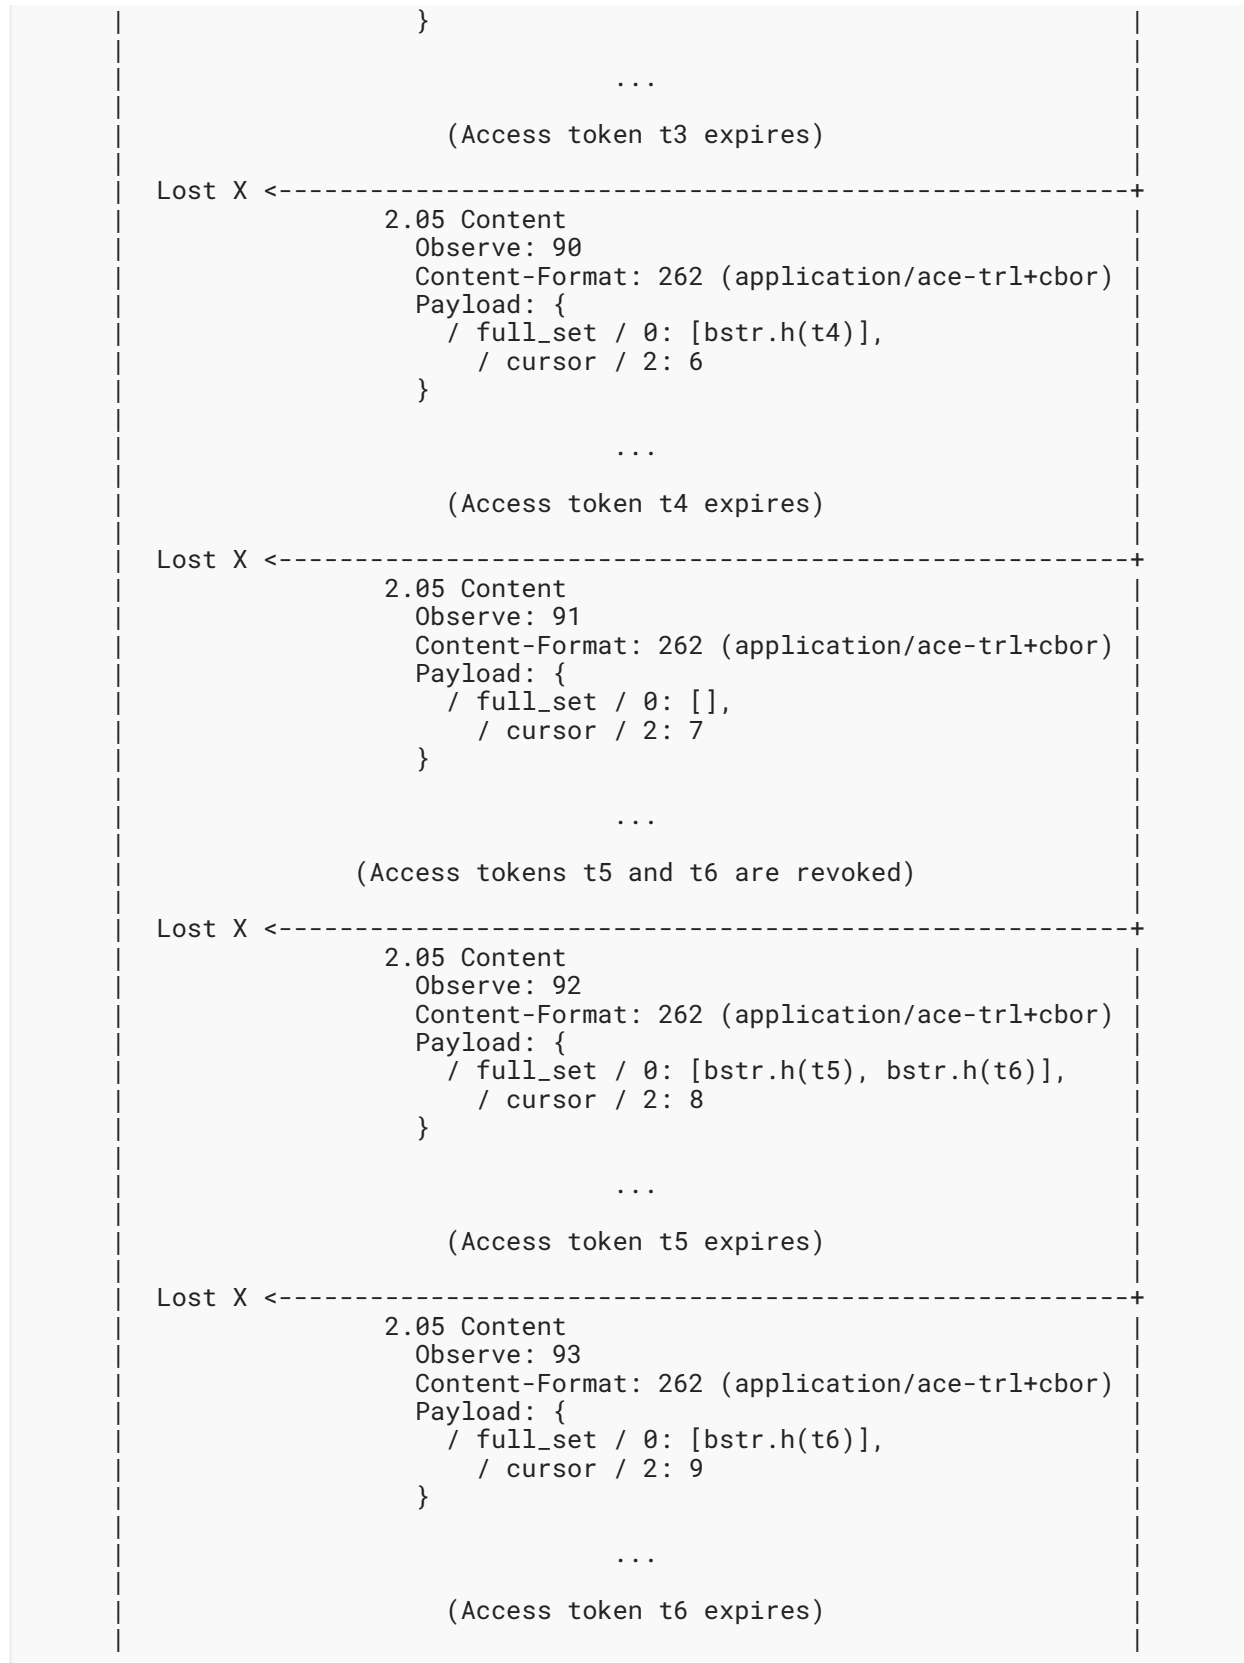 |                   }                                              |
|                                                                  |
|                                ...                               |
|                                                                  |
|                     (Access token t3 expires)                    |
|                                                                  |
|  Lost X <--------------------------------------------------------+
|                 2.05 Content                                     |
|                   Observe: 90                                    |
|                   Content-Format: 262 (application/ace-trl+cbor) |
|                   Payload: {                                     |
|                     / full_set / 0: [bstr.h(t4)],                |
|                       / cursor / 2: 6                            |
|                   }                                              |
|                                                                  |
|                                ...                               |
|                                                                  |
|                     (Access token t4 expires)                    |
|                                                                  |
|  Lost X <--------------------------------------------------------+
|                 2.05 Content                                     |
|                   Observe: 91                                    |
|                   Content-Format: 262 (application/ace-trl+cbor) |
|                   Payload: {                                     |
|                     / full_set / 0: [],                          |
|                       / cursor / 2: 7                            |
|                   }                                              |
|                                                                  |
|                                ...                               |
|                                                                  |
|               (Access tokens t5 and t6 are revoked)              |
|                                                                  |
|  Lost X <--------------------------------------------------------+
|                 2.05 Content                                     |
|                   Observe: 92                                    |
|                   Content-Format: 262 (application/ace-trl+cbor) |
|                   Payload: {                                     |
|                     / full_set / 0: [bstr.h(t5), bstr.h(t6)],    |
|                       / cursor / 2: 8                            |
|                   }                                              |
|                                                                  |
|                                ...                               |
|                                                                  |
|                     (Access token t5 expires)                    |
|                                                                  |
|  Lost X <--------------------------------------------------------+
|                 2.05 Content                                     |
|                   Observe: 93                                    |
|                   Content-Format: 262 (application/ace-trl+cbor) |
|                   Payload: {                                     |
|                     / full_set / 0: [bstr.h(t6)],                |
|                       / cursor / 2: 9                            |
|                   }                                              |
|                                                                  |
|                                ...                               |
|                                                                  |
|                     (Access token t6 expires)                    |
|                                                                  |